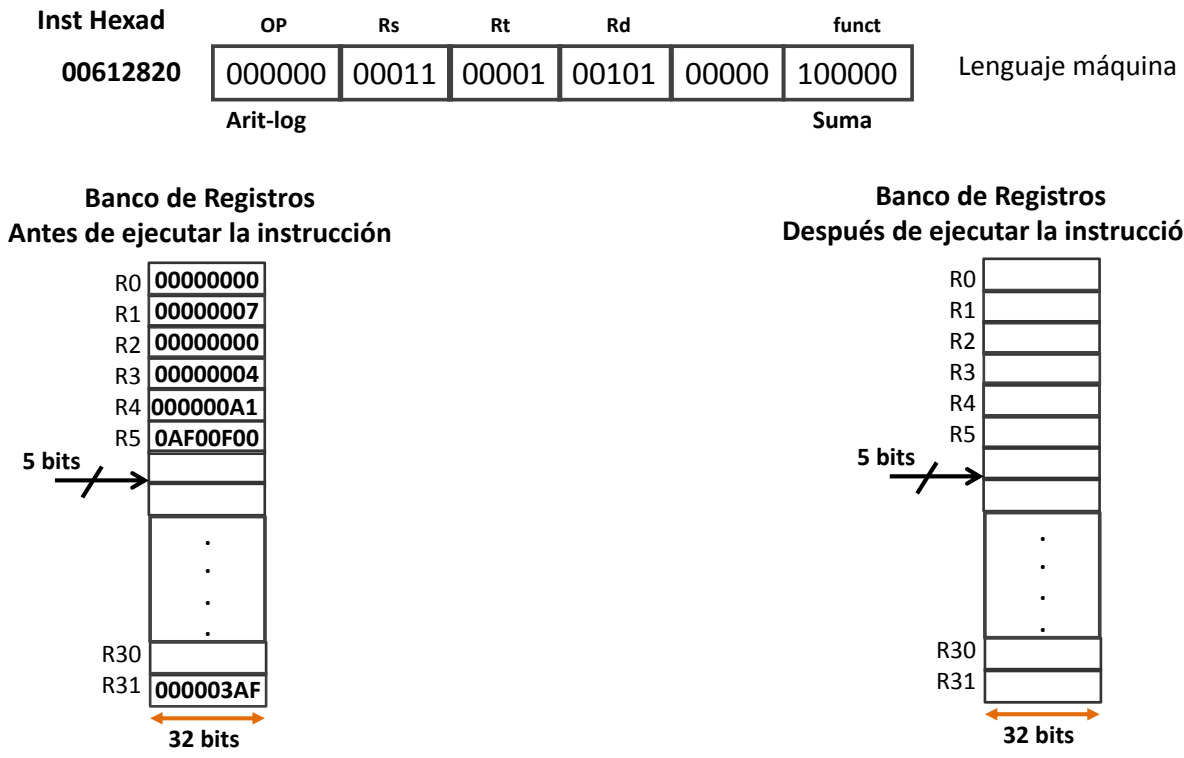 Inst Hexad OP Rs Rt Rd funct
00612820 000000 00011 00001 00101 00000 100000 Lenguaje máquina
Arit-log Suma
Banco de Registros
Antes de ejecutar la instrucción
R0 00000000
R1 00000007
R2 00000000
R3 00000004
R4 000000A1
R5 0AF00F00
5 bits
.
.
.
.
R30
R31 000003AF
32 bits
Banco de Registros
Después de ejecutar la instrucció
R0
R1
R2
R3
R4
R5
5 bits
.
.
.
.
R30
R31
32 bits